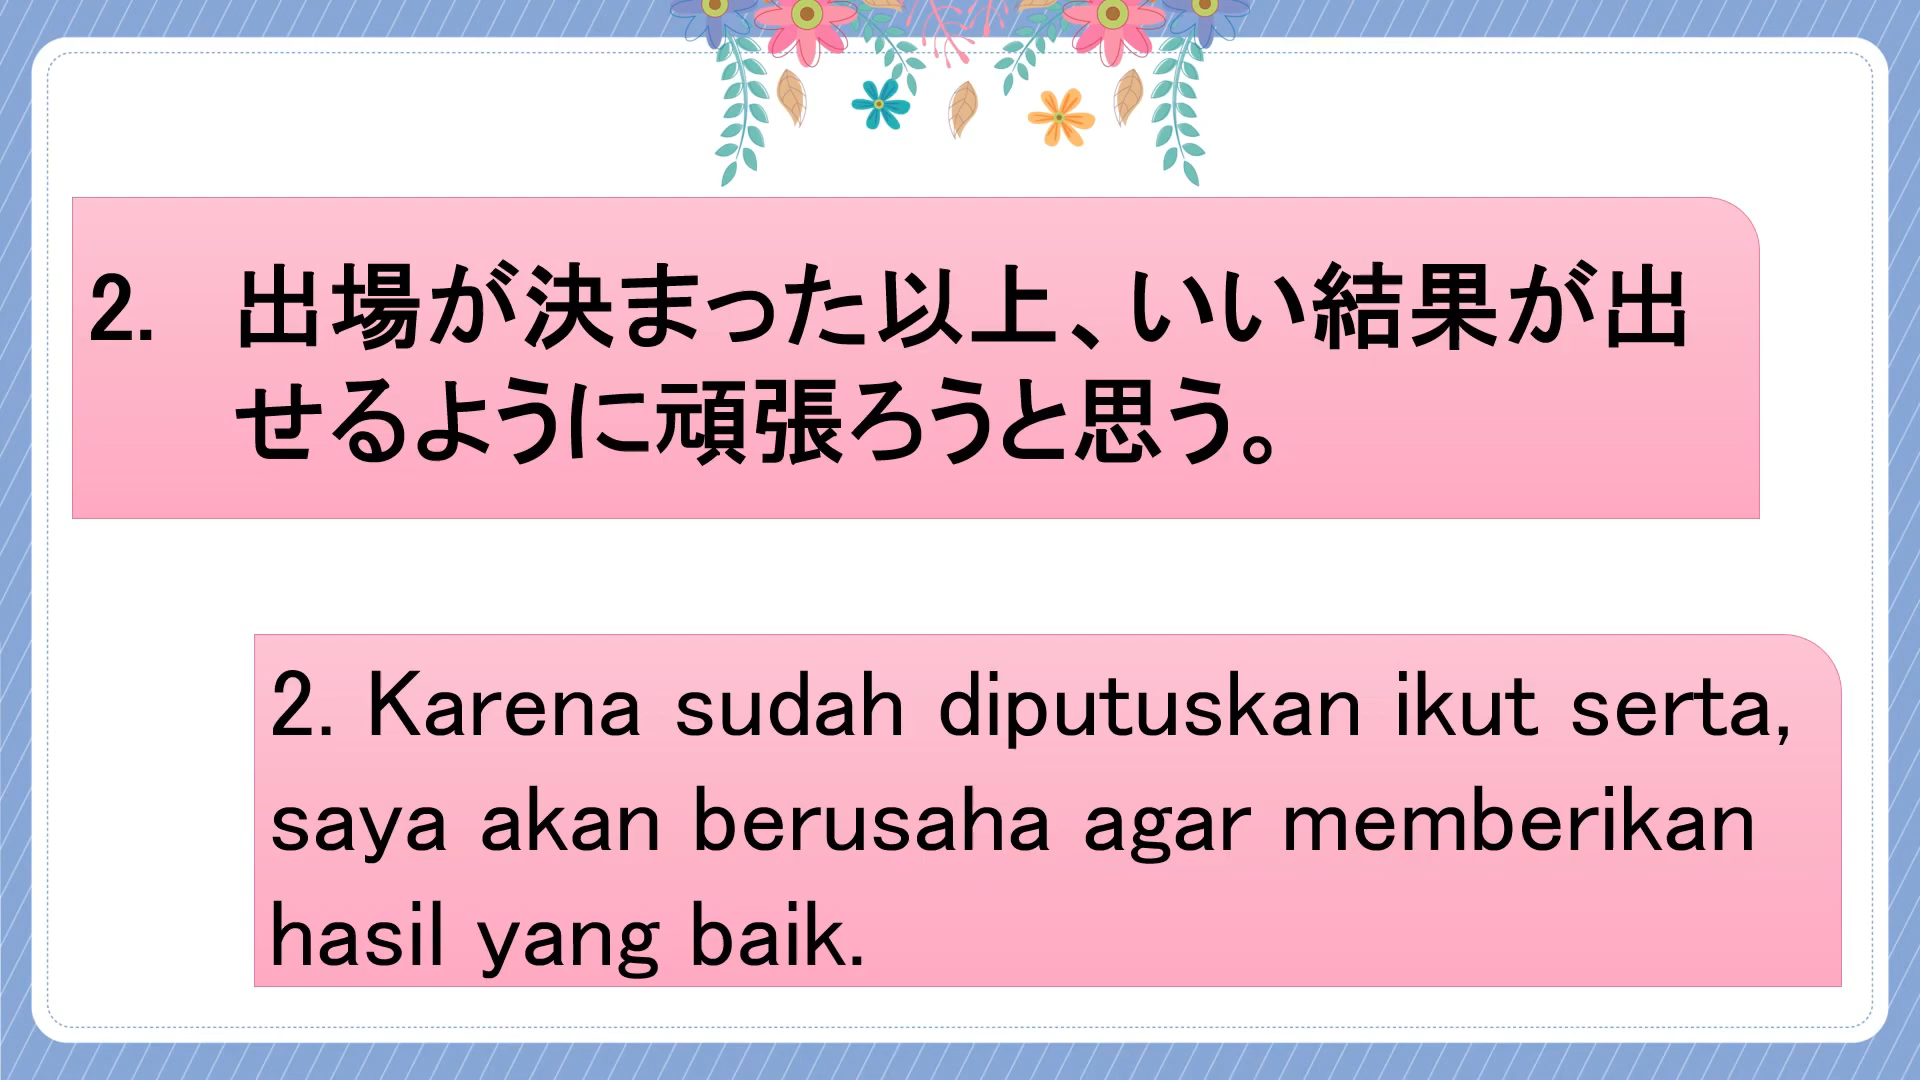 2. 出場が決まった以上、いい結果が出
せるように頑張ろうと思う。
2. Karena sudah diputuskan ikut serta,
saya akan berusaha agar memberikan
hasil yang baik.